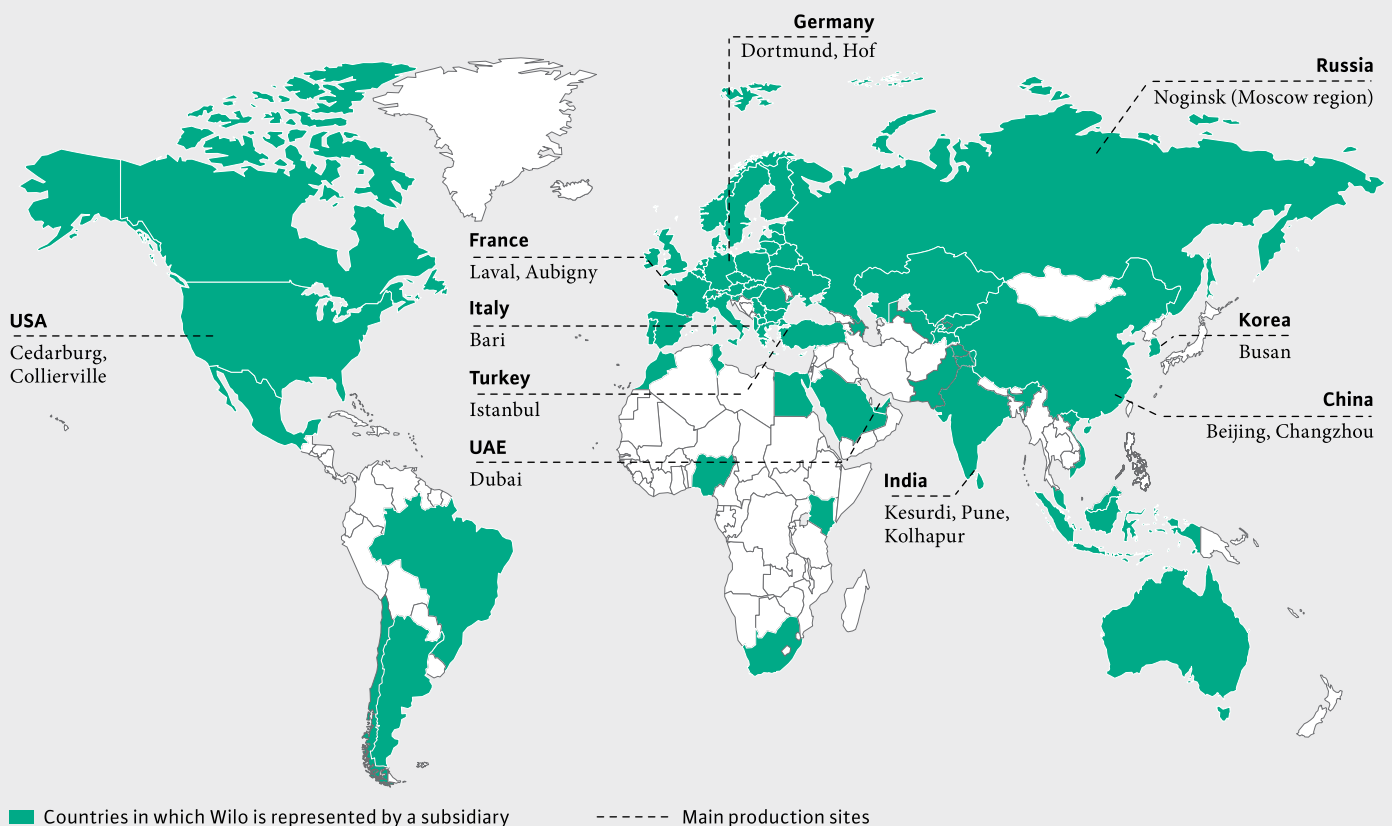 Germany
Dortmund, Hof
Russia
Noginsk (Moscow region)
France
Laval, Aubigny
Italy
Bari
USA
Cedarburg,
Collierville
Korea
Busan
Turkey
Istanbul
China
Beijing, Changzhou
UAE
Dubai
India
Kesurdi, Pune,
Kolhapur
Countries in which Wilo is represented by a subsidiary
Main production sites